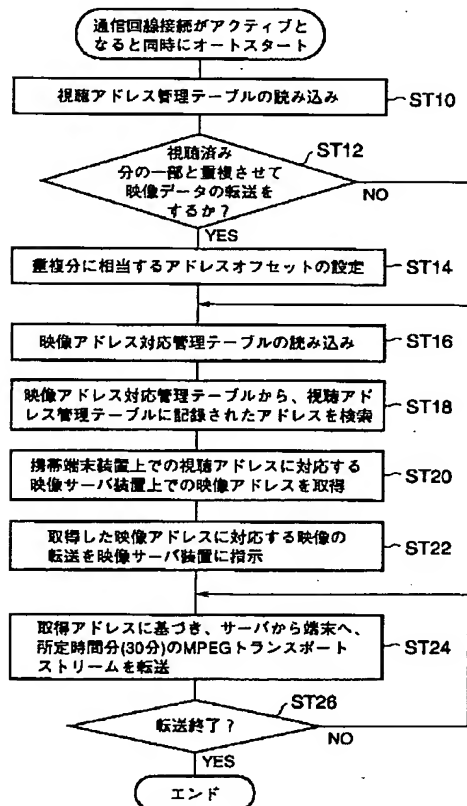 通信回線接続がアクティブと
なると同時にオートスタート
視聴アドレス管理テーブルの読み込み
ST10
視聴済み
分の一部と重複させて
映像データの転送を
するか?
ST12
NO
YES
重複分に相当するアドレスオフセットの設定
ST14
映像アドレス対応管理テーブルの読み込み
ST16
映像アドレス対応管理テーブルから、視聴アド
レス管理テーブルに記録されたアドレスを検索
ST18
携帯端末装置上での視聴アドレスに対応する
映像サーバ装置上での映像アドレスを取得
ST20
取得した映像アドレスに対応する映像の
転送を映像サーバ装置に指示
ST22
取得アドレスに基づき、サーバから端末へ、
所定時間分(30分)のMPEGトランスポート
ストリームを転送
ST24
ST26
転送終了?
NO
YES
エンド